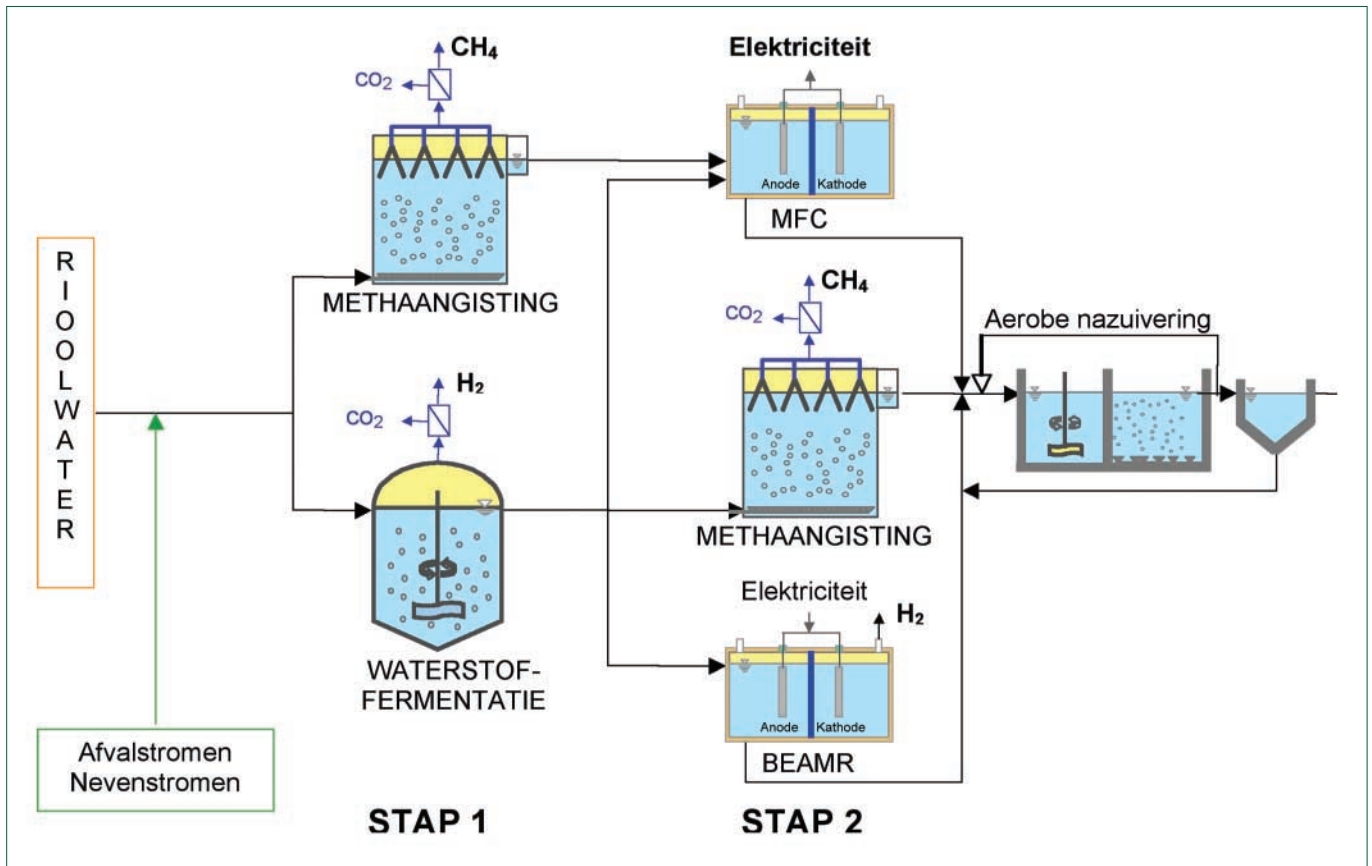 RIOOLWATER
Afvalstromen
Nevenstromen
CH4
CO2
METHAANGISTING
H2
CO2
WATERSTOF-
FERMENTATIE
STAP 1
Elektriciteit
Anode Kathode
MFC
CH4
CO2
METHAANGISTING
Elektriciteit
H2
Anode Kathode
BEAMR
STAP 2
Aerobe nazuivering